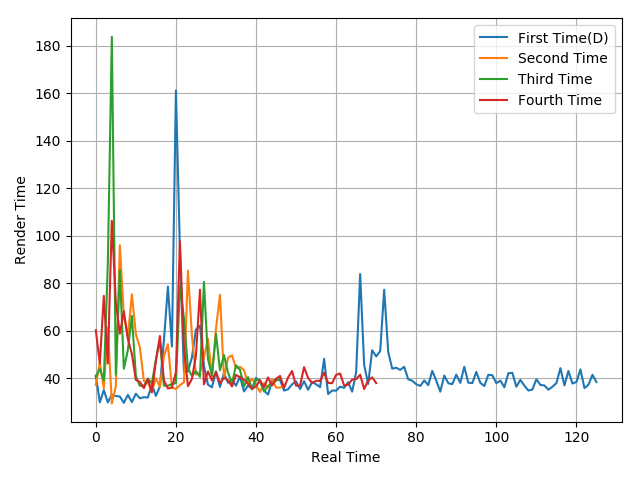 First Time(D)
Second Time
Third Time
Fourth Time
180
160
140
120
100
80
60
40
Render Time
0 20 40 60 80 100 120
Real Time